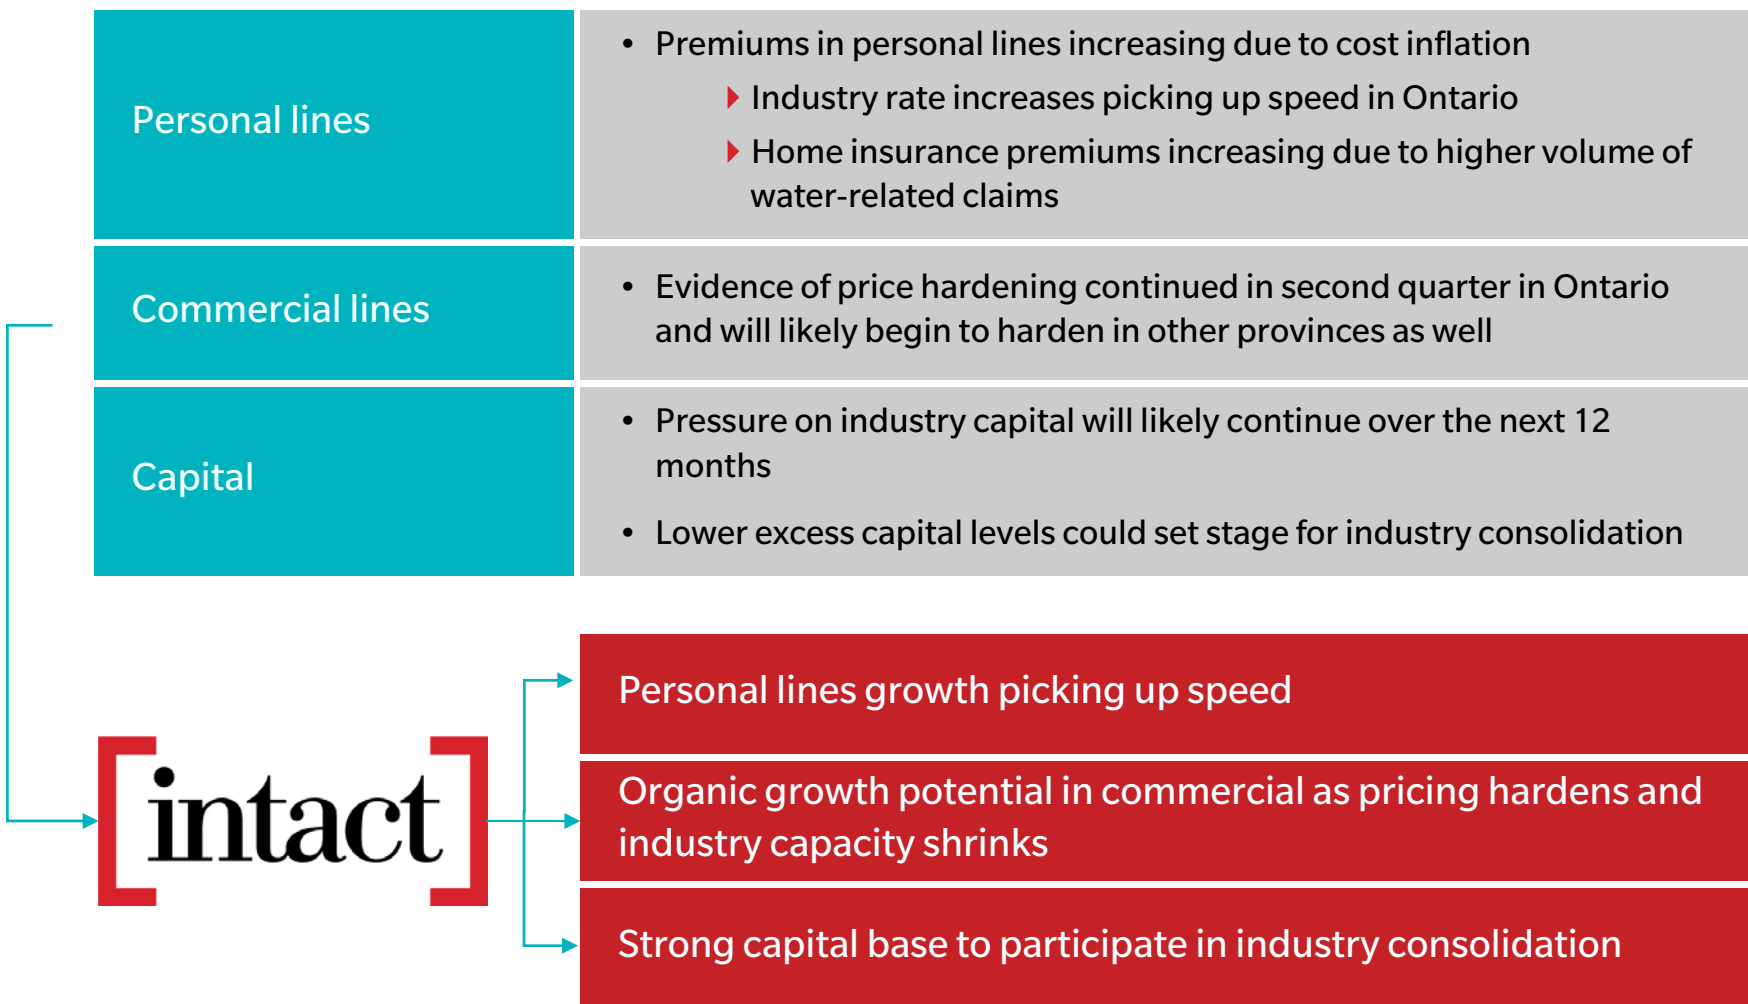 Personal lines
• Premiums in personal lines increasing due to cost inflation
Industry rate increases picking up speed in Ontario
Home insurance premiums increasing due to higher volume of
water-related claims
Commercial lines
• Evidence of price hardening continued in second quarter in Ontario
and will likely begin to harden in other provinces as well
Capital
• Pressure on industry capital will likely continue over the next 12
months
• Lower excess capital levels could set stage for industry consolidation
[intact]
Personal lines growth picking up speed
Organic growth potential in commercial as pricing hardens and
industry capacity shrinks
Strong capital base to participate in industry consolidation